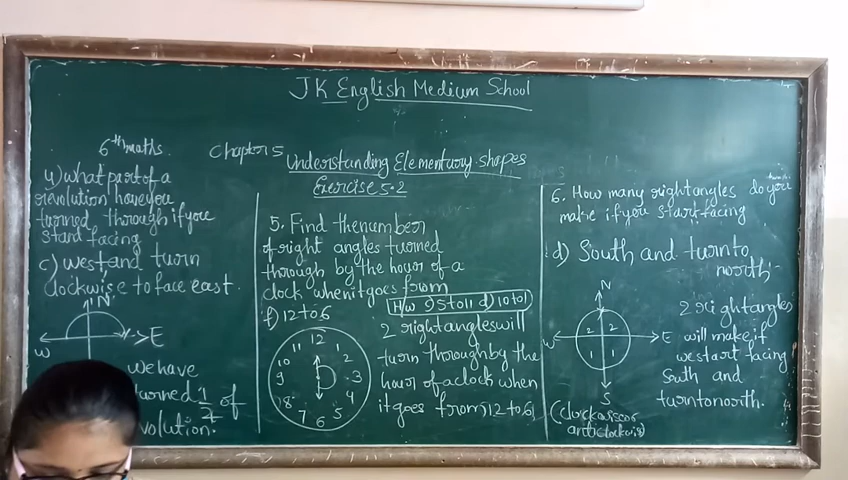 JK English Medium School
6th maths.
Chapter 5
Understanding Elementary shapes
Exercise 5.2
4) what part of a
revolution have you
turned through if you
start facing
c) west and turn
clockwise to face east.
N
W
E
we have
turned 1/2 of
volution.
5. Find the number
of right angles turned
through by the hour of a
clock when it goes from
H/w c) 5 to 11 d) 10 to 1
f) 12 to 6
12
1
2
3
4
5
6
7
8
9
10
11
2 right angles will
turn through by the
hour of a clock when
it goes from 12 to 6.
6. How many right angles do you
make if you start facing
d) South and turn to
north.
N
W
E
S
2 2
1 1
(clockwise or
anticlockwise)
2 right angles
will make if
we start facing
South and
turn to north.